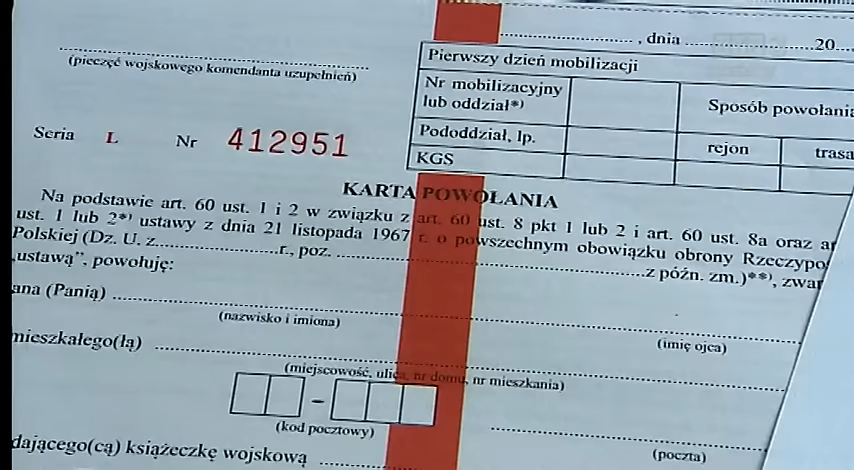 , dnia 20
(pieczęć wojskowego komendanta uzupełnień)
Pierwszy dzień mobilizacji
Nr mobilizacyjny
lub oddział*)
Sposób powołania
Pododdział, lp.
rejon trasa
KGS
Seria L Nr 412951
KARTA POWOŁANIA
Na podstawie art. 60 ust. 1 i 2 w związku z art. 60 ust. 8 pkt 1 lub 2 i art. 60 ust. 8a oraz ar
ust. 1 lub 2*) ustawy z dnia 21 listopada 1967 r. o powszechnym obowiązku obrony Rzeczypo
Polskiej (Dz. U. z r., poz. z późn. zm.)**), zwan
„ustawą”, powołuję:
ana (Panią)
(nazwisko i imiona) (imię ojca)
mieszkałego(łą)
(miejscowość, ulica, nr domu, nr mieszkania)
–
(kod pocztowy) (poczta)
dającego(cą) książeczkę wojskową